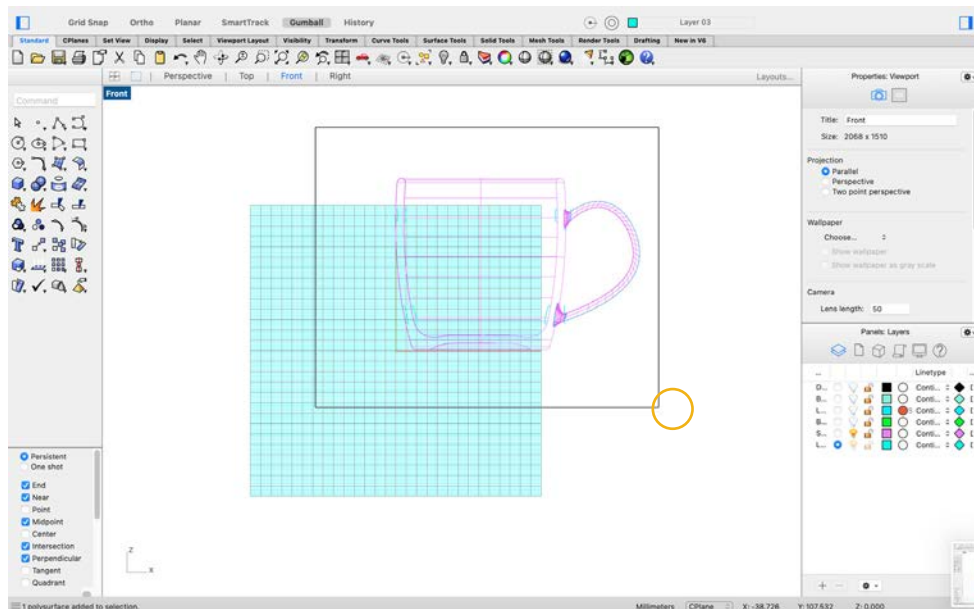 Grid Snap Ortho Planar SmartTrack Gumball History Layer 03
Standard CPlanes Set View Display Select Viewport Layout Visibility Transform Curve Tools Surface Tools Solid Tools Mesh Tools Render Tools Drafting New in V6
Perspective | Top | Front | Right Layouts...
Properties: Viewport
Command
Front
Title: Front
Size: 2068 x 1510
Projection
Parallel
Perspective
Two point perspective
Wallpaper
Choose...
Show wallpaper
Show wallpaper as gray scale
Camera
Lens length: 50
Panels: Layers
... Linetype ...
D... Conti...
B... Conti...
L... Conti...
B... Conti...
S... Conti...
L... Conti...
Persistent
One shot
End
Near
Point
Midpoint
Center
Intersection
Perpendicular
Tangent
Quadrant
z
x
1 polysurface added to selection. Millimeters CPlane X: -38.726 Y: 107.532 Z: 0.000